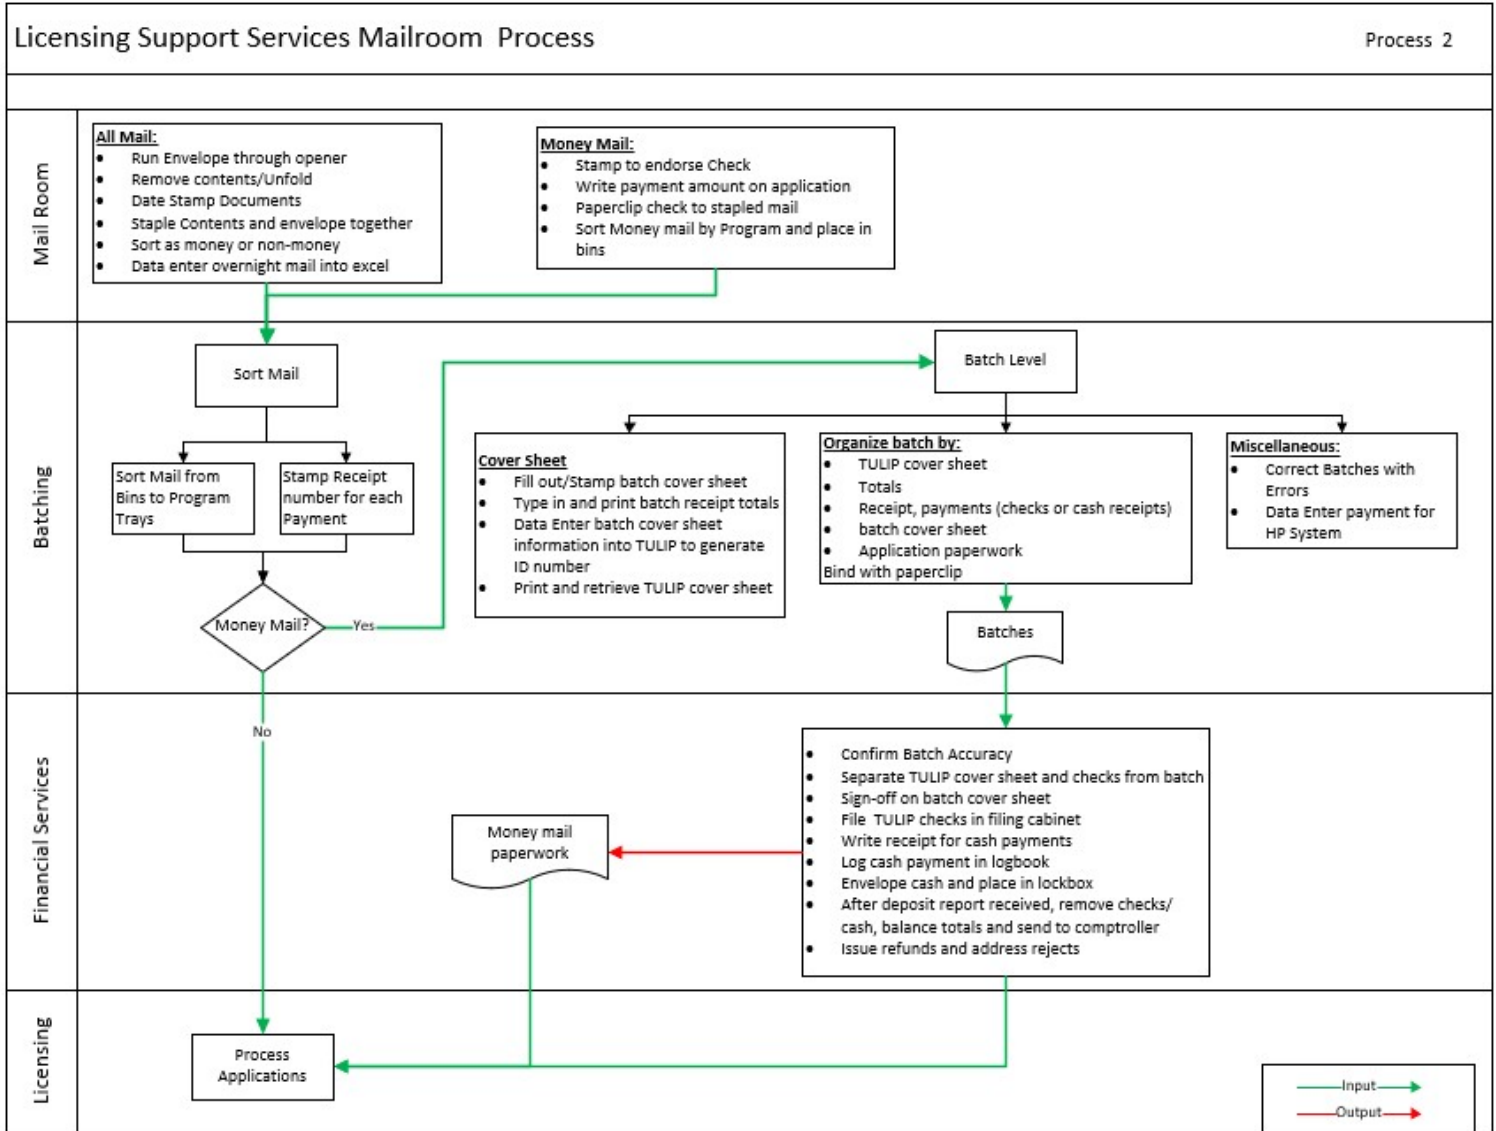 Licensing Support Services Mailroom  Process
Process  2
Mail Room
All Mail:
• Run Envelope through opener
• Remove contents/Unfold
• Date Stamp Documents
• Staple Contents and envelope together
• Sort as money or non-money
• Data enter overnight mail into excel
Money Mail:
• Stamp to endorse Check
• Write payment amount on application
• Paperclip check to stapled mail
• Sort Money mail by Program and place in
bins
Batching
Sort Mail
Batch Level
Sort Mail from
Bins to Program
Trays
Stamp Receipt
number for each
Payment
Money Mail?
Yes
Cover Sheet
• Fill out/Stamp batch cover sheet
• Type in and print batch receipt totals
• Data Enter batch cover sheet
information into TULIP to generate
ID number
• Print and retrieve TULIP cover sheet
Organize batch by:
• TULIP cover sheet
• Totals
• Receipt, payments (checks or cash receipts)
• batch cover sheet
• Application paperwork
Bind with paperclip
Miscellaneous:
• Correct Batches with
Errors
• Data Enter payment for
HP System
Batches
Financial Services
No
Money mail
paperwork
• Confirm Batch Accuracy
• Separate TULIP cover sheet and checks from batch
• Sign-off on batch cover sheet
• File  TULIP checks in filing cabinet
• Write receipt for cash payments
• Log cash payment in logbook
• Envelope cash and place in lockbox
• After deposit report received, remove checks/
cash, balance totals and send to comptroller
• Issue refunds and address rejects
Licensing
Process
Applications
Input
Output